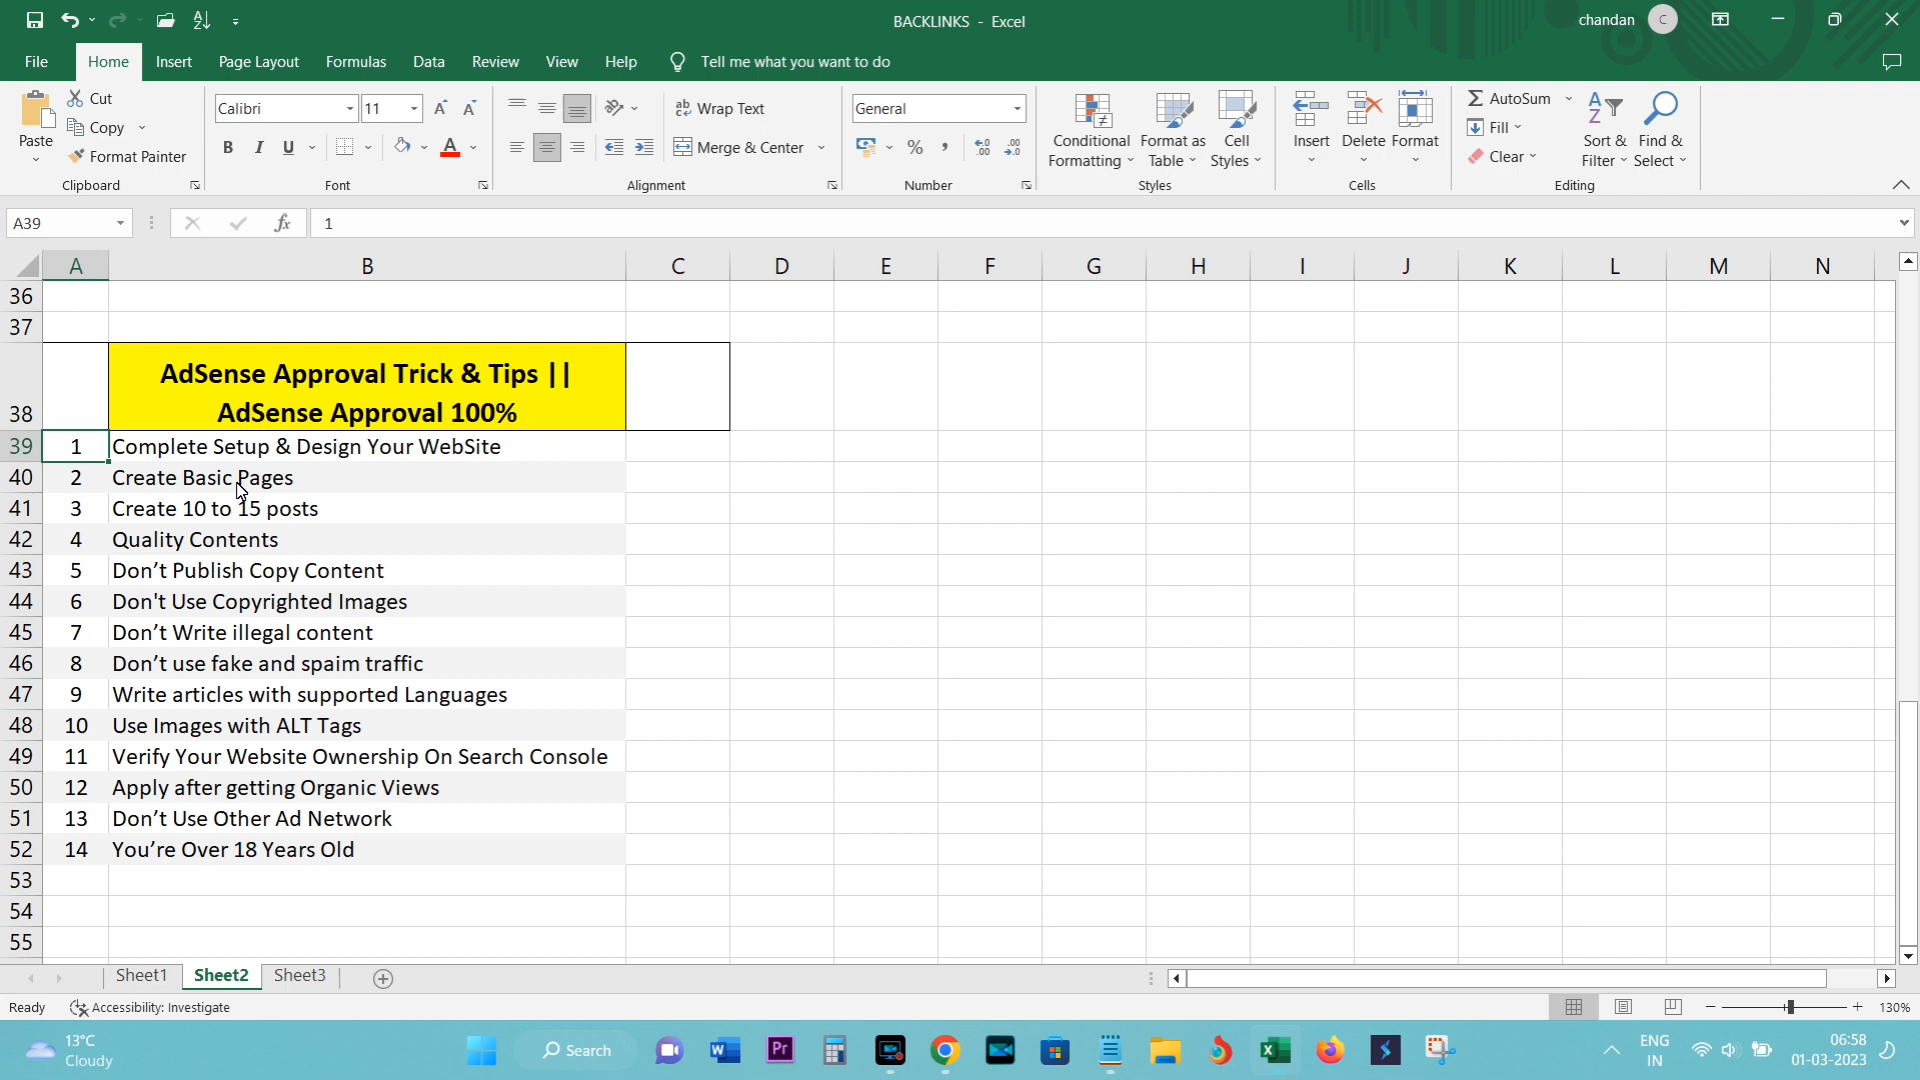 BACKLINKS - Excel
chandan
C
File
Home
Insert
Page Layout
Formulas
Data
Review
View
Help
Tell me what you want to do
Paste
Cut
Copy
Format Painter
Clipboard
Calibri
11
B I U
A
Font
ab Wrap Text
Merge & Center
Alignment
General
%
Number
Conditional
Formatting
Format as
Table
Cell
Styles
Styles
Insert
Delete
Format
Cells
AutoSum
Fill
Clear
Sort &
Filter
Find &
Select
Editing
A39
fx
1
A B C D E F G H I J K L M N
36
37
38 AdSense Approval Trick & Tips ||
AdSense Approval 100%
39 1 Complete Setup & Design Your WebSite
40 2 Create Basic Pages
41 3 Create 10 to 15 posts
42 4 Quality Contents
43 5 Don’t Publish Copy Content
44 6 Don't Use Copyrighted Images
45 7 Don’t Write illegal content
46 8 Don’t use fake and spaim traffic
47 9 Write articles with supported Languages
48 10 Use Images with ALT Tags
49 11 Verify Your Website Ownership On Search Console
50 12 Apply after getting Organic Views
51 13 Don’t Use Other Ad Network
52 14 You’re Over 18 Years Old
53
54
55
Sheet1
Sheet2
Sheet3
Ready
Accessibility: Investigate
130%
13°C
Cloudy
Search
Pr
ENG
IN
06:58
01-03-2023